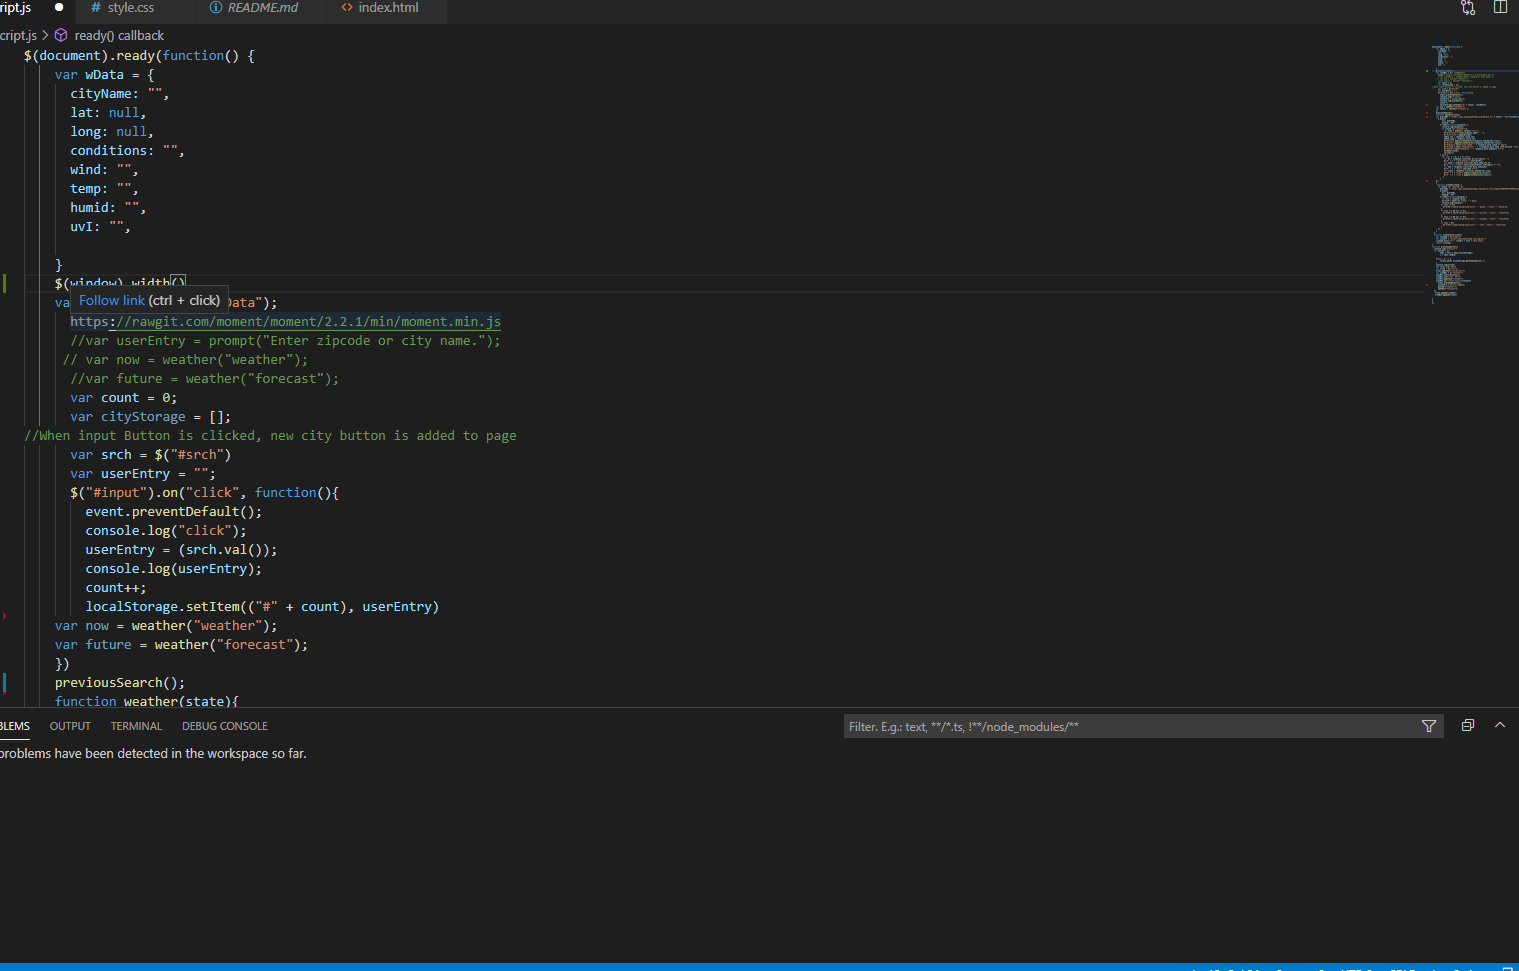 ript.js # style.css README.md <> index.html
cript.js > ready() callback
$(document).ready(function() {
var wData = {
cityName: "",
lat: null,
long: null,
conditions: "",
wind: "",
temp: "",
humid: "",
uvI: "",
}
$(window).width()
va Data");
Follow link (ctrl + click)
https://rawgit.com/moment/moment/2.2.1/min/moment.min.js
//var userEntry = prompt("Enter zipcode or city name.");
// var now = weather("weather");
//var future = weather("forecast");
var count = 0;
var cityStorage = [];
//When input Button is clicked, new city button is added to page
var srch = $("#srch")
var userEntry = "";
$("#input").on("click", function(){
event.preventDefault();
console.log("click");
userEntry = (srch.val());
console.log(userEntry);
count++;
localStorage.setItem(("#" + count), userEntry)
var now = weather("weather");
var future = weather("forecast");
})
previousSearch();
function weather(state){
BLEMS OUTPUT TERMINAL DEBUG CONSOLE Filter. E.g.: text, **/*.ts, !**/node_modules/**
problems have been detected in the workspace so far.